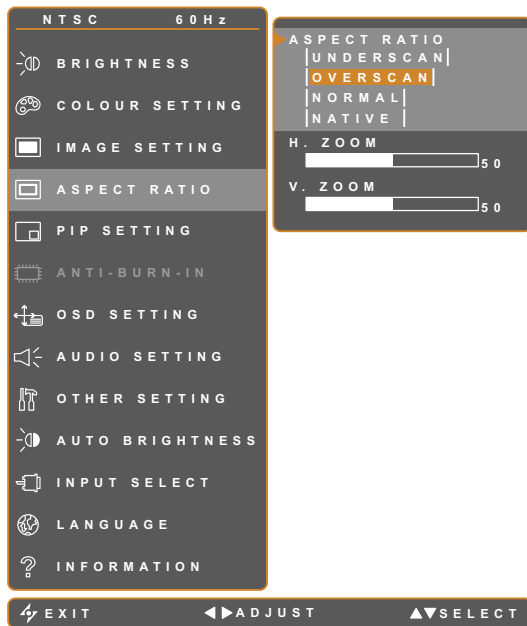 NTSC 60Hz
BRIGHTNESS
COLOUR SETTING
IMAGE SETTING
ASPECT RATIO
PIP SETTING
ANTI-BURN-IN
OSD SETTING
AUDIO SETTING
OTHER SETTING
AUTO BRIGHTNESS
INPUT SELECT
LANGUAGE
INFORMATION
ASPECT RATIO
UNDERSCAN
OVERSCAN
NORMAL
NATIVE
H. ZOOM
50
V. ZOOM
50
EXIT ADJUST SELECT